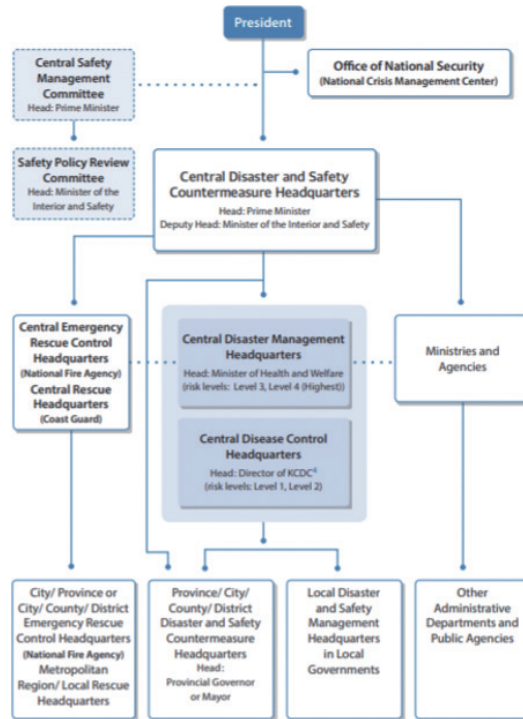 President
Central Safety
Management
Committee
Head: Prime Minister
Office of National Security
(National Crisis Management Center)
Safety Policy Review
Committee
Head: Minister of the
Interior and Safety
Central Disaster and Safety
Countermeasure Headquarters
Head: Prime Minister
Deputy Head: Minister of the Interior and Safety
Central Emergency
Rescue Control
Headquarters
(National Fire Agency)
Central Rescue
Headquarters
(Coast Guard)
Central Disaster Management
Headquarters
Head: Minister of Health and Welfare
(risk levels: Level 3, Level 4 (Highest))
Ministries and
Agencies
Central Disease Control
Headquarters
Head: Director of KCDC4
(risk levels: Level 1, Level 2)
City/ Province or
City/ County/ District
Emergency Rescue
Control Headquarters
(National Fire Agency)
Metropolitan
Region/ Local Rescue
Headquarters
Province/ City/
County/ District
Disaster and Safety
Countermeasure
Headquarters
Head:
Provincial Governor
or Mayor
Local Disaster
and Safety
Management
Headquarters
in Local
Governments
Other
Administrative
Departments and
Public Agencies